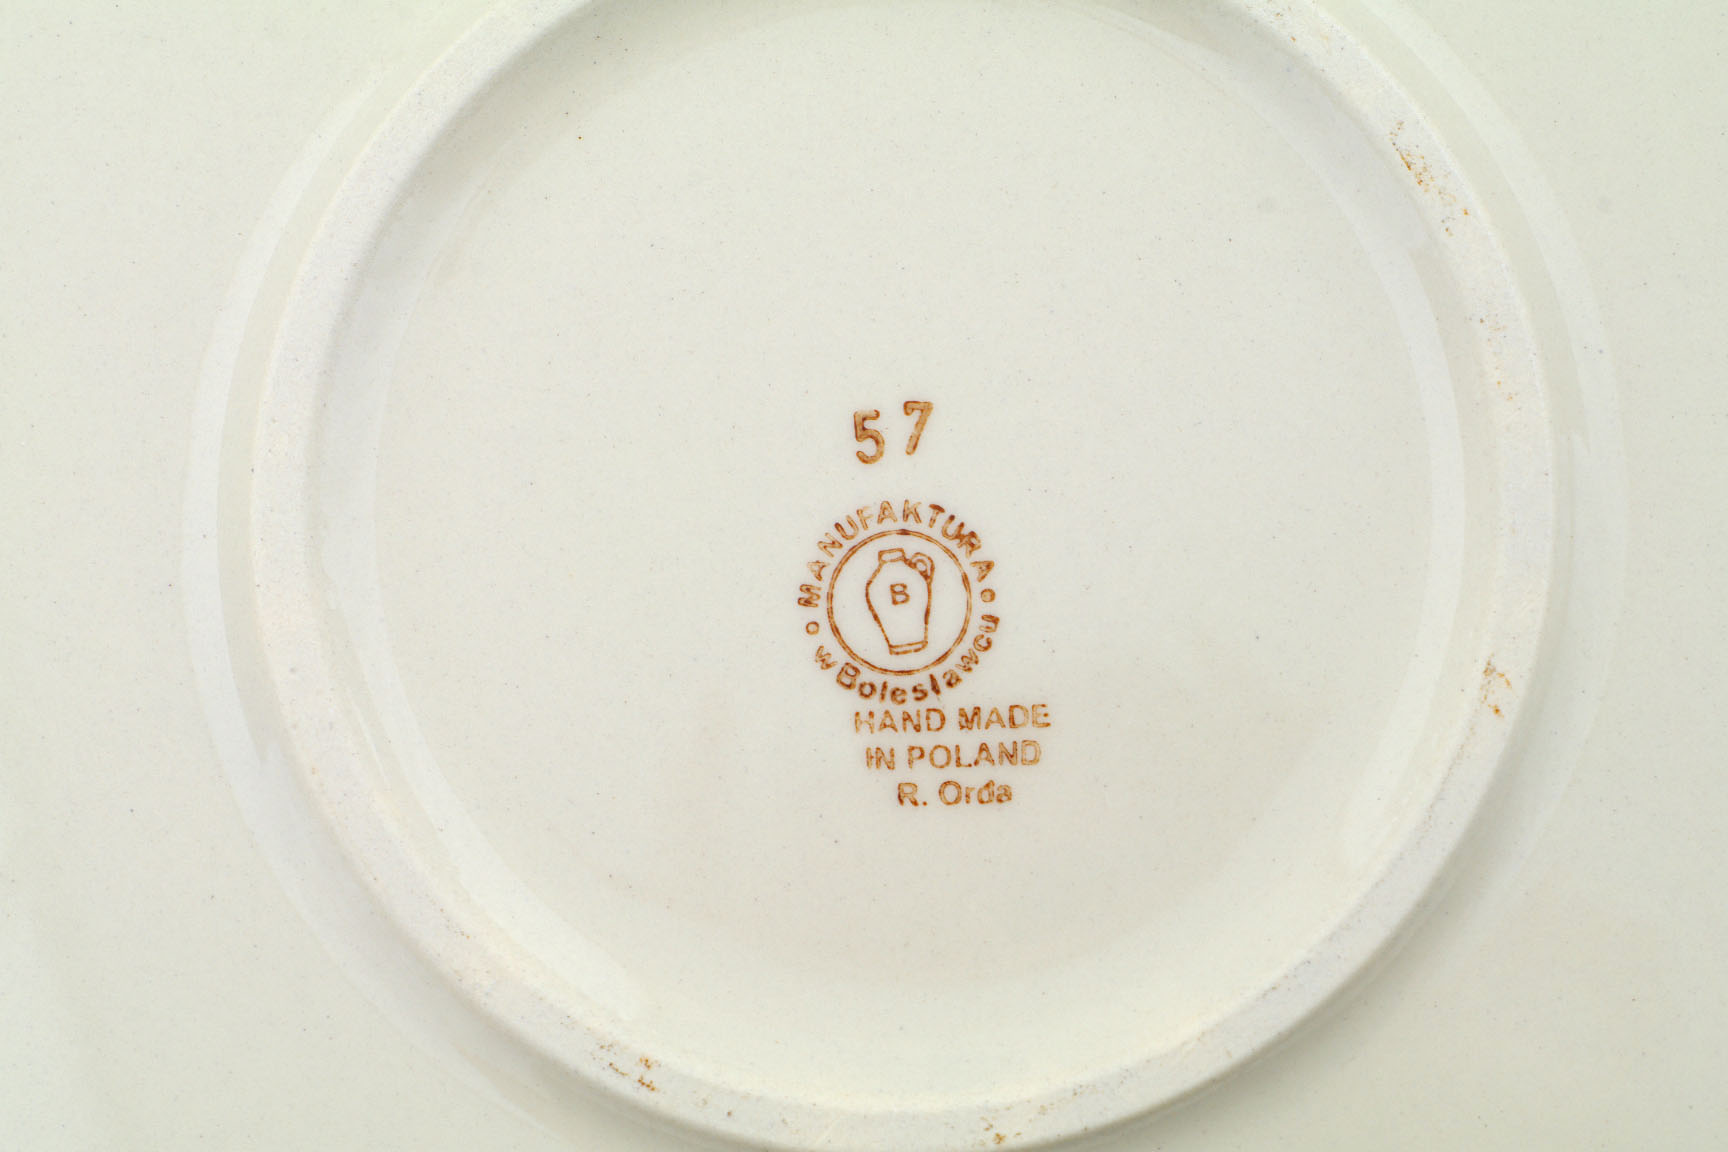 57
MANUFAKTURA
B
w Bolesławcu
HAND MADE
IN POLAND
R. Orda